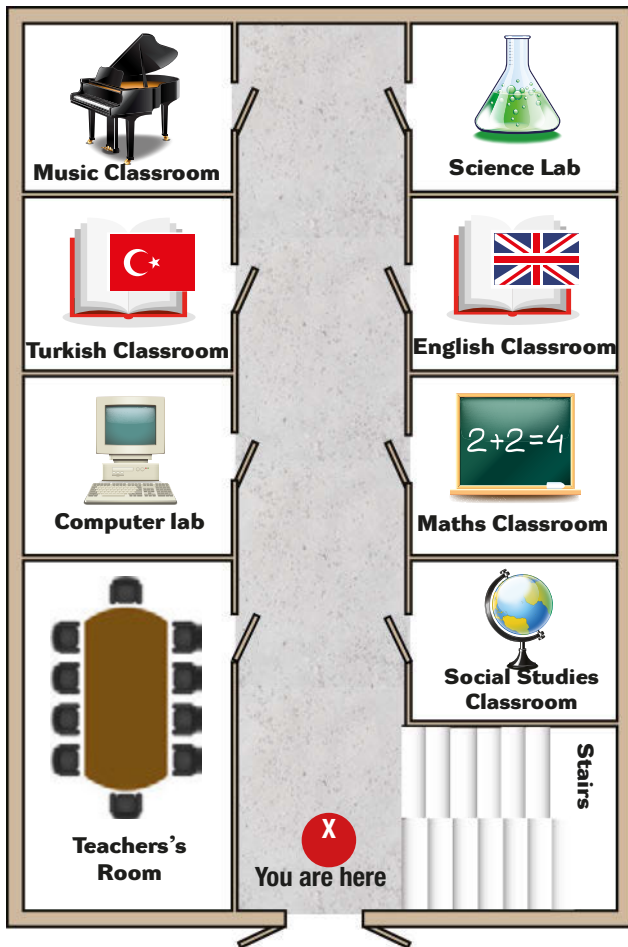 Music Classroom
Science Lab
Turkish Classroom
English Classroom
2+2=4
Computer lab
Maths Classroom
Social Studies
Classroom
Stairs
Teachers's
Room
X
You are here